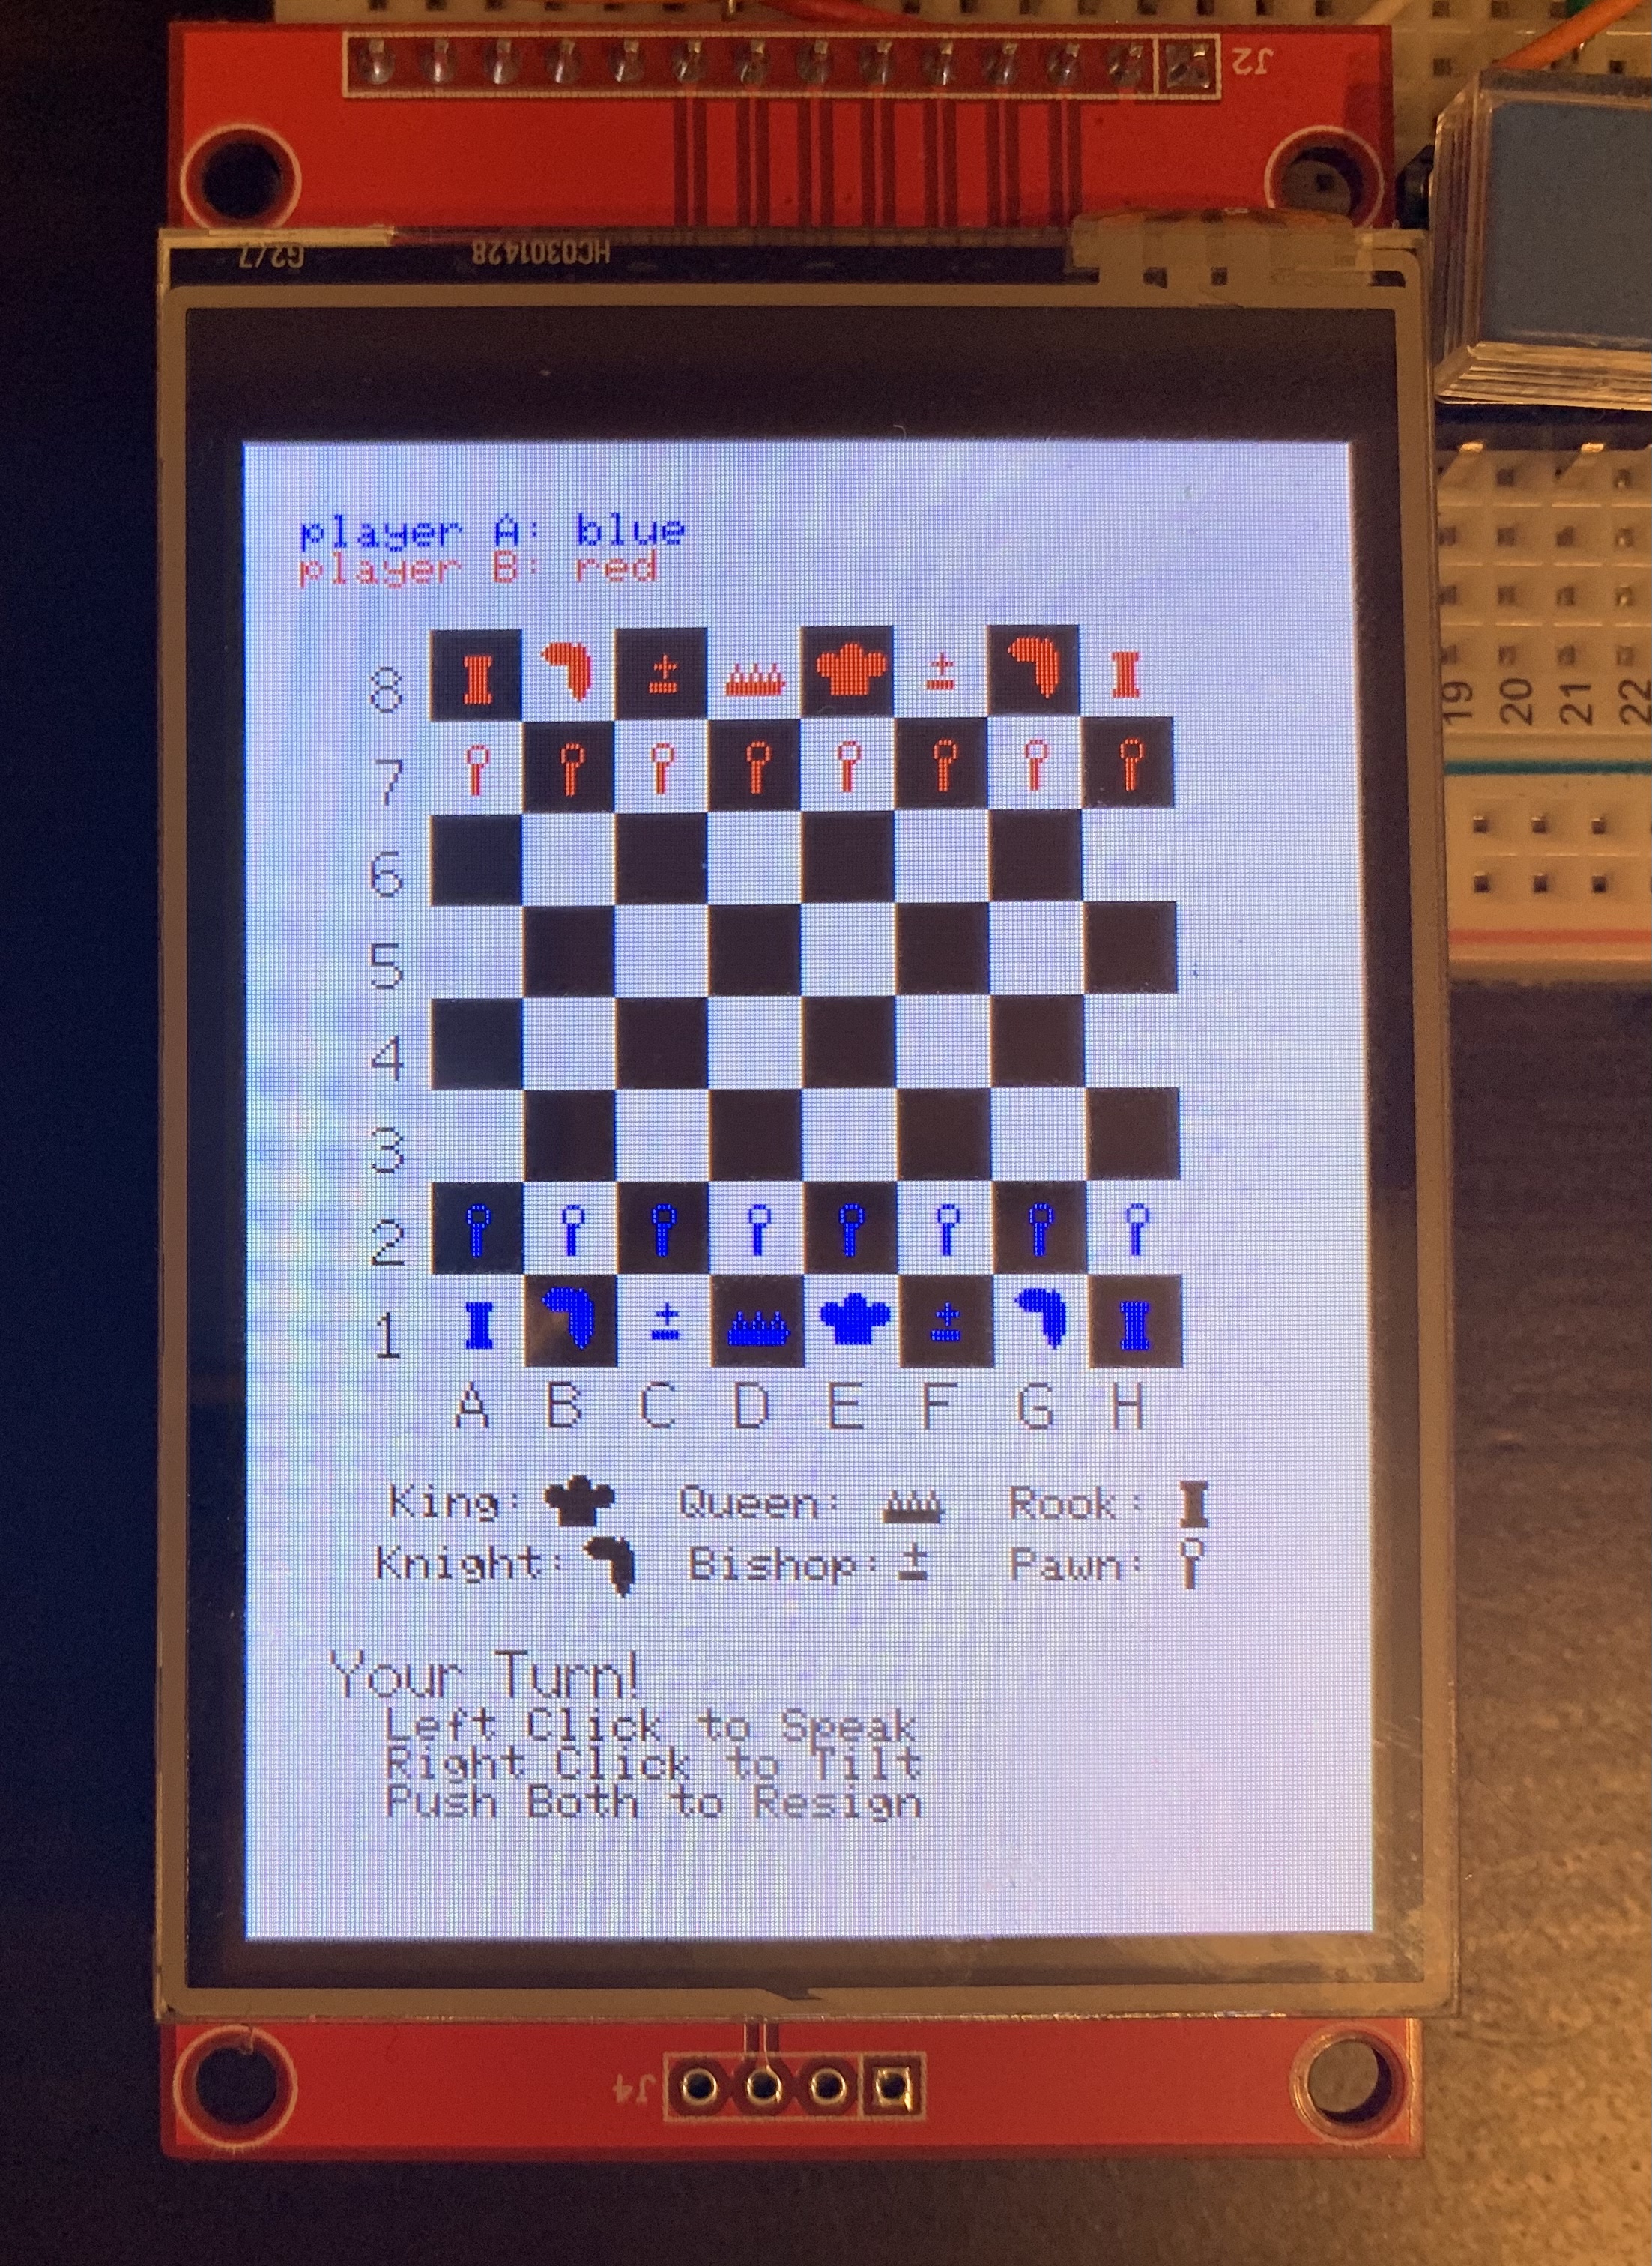 J2
G2/7 HC0301428
player A: blue
player B: red
8
7
6
5
4
3
2
1
A B C D E F G H
King: Queen: Rook:
Knight: Bishop: Pawn:
Your Turn!
Left Click to Speak
Right Click to Tilt
Push Both to Resign
J4
19 20 21 22